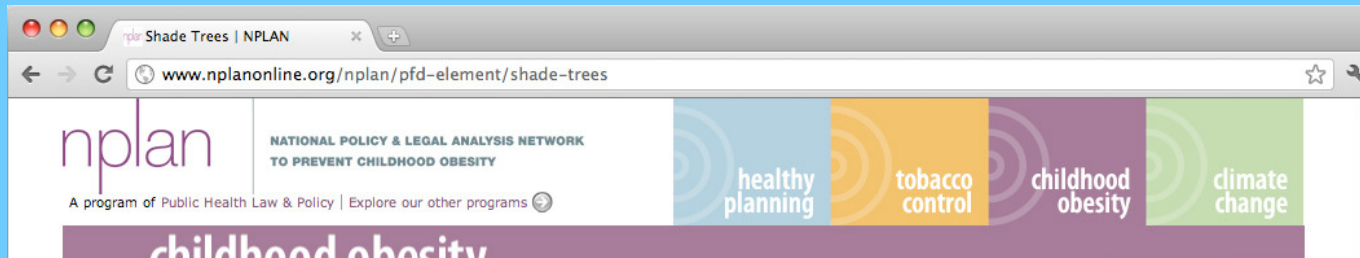 Shade Trees | NPLAN
www.nplanonline.org/nplan/pfd-element/shade-trees
nplan
NATIONAL POLICY & LEGAL ANALYSIS NETWORK
TO PREVENT CHILDHOOD OBESITY
A program of Public Health Law & Policy | Explore our other programs
healthy
planning
tobacco
control
childhood
obesity
climate
change
childhood obesity